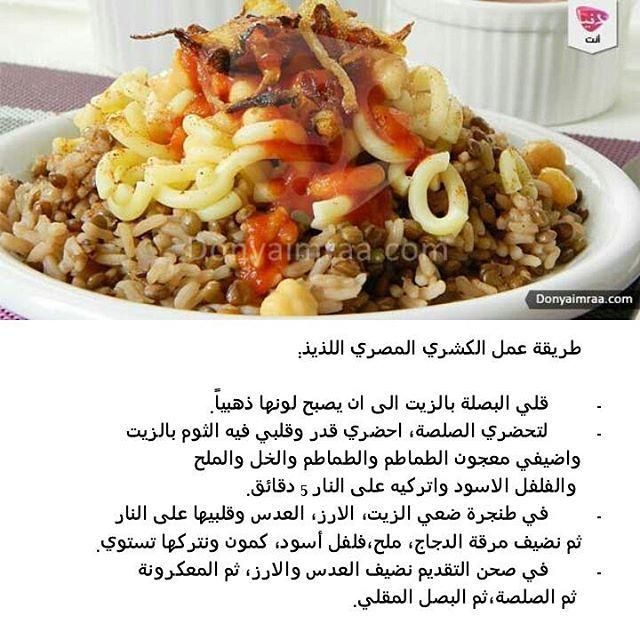 دنيا
أنت
Donyaimraa.com
Donyaimraa.com
طريقة عمل الكشري المصري اللذيذ:
- قلي البصلة بالزيت الى ان يصبح لونها ذهبياً.
- لتحضري الصلصة، احضري قدر وقلبي فيه الثوم بالزيت
واضيفي معجون الطماطم والطماطم والخل والملح
والفلفل الاسود واتركيه على النار 5 دقائق.
- في طنجرة ضعي الزيت، الارز، العدس وقلبيها على النار
ثم نضيف مرقة الدجاج، ملح،فلفل أسود، كمون ونتركها تستوي.
- في صحن التقديم نضيف العدس والارز، ثم المعكرونة
ثم الصلصة،ثم البصل المقلي.